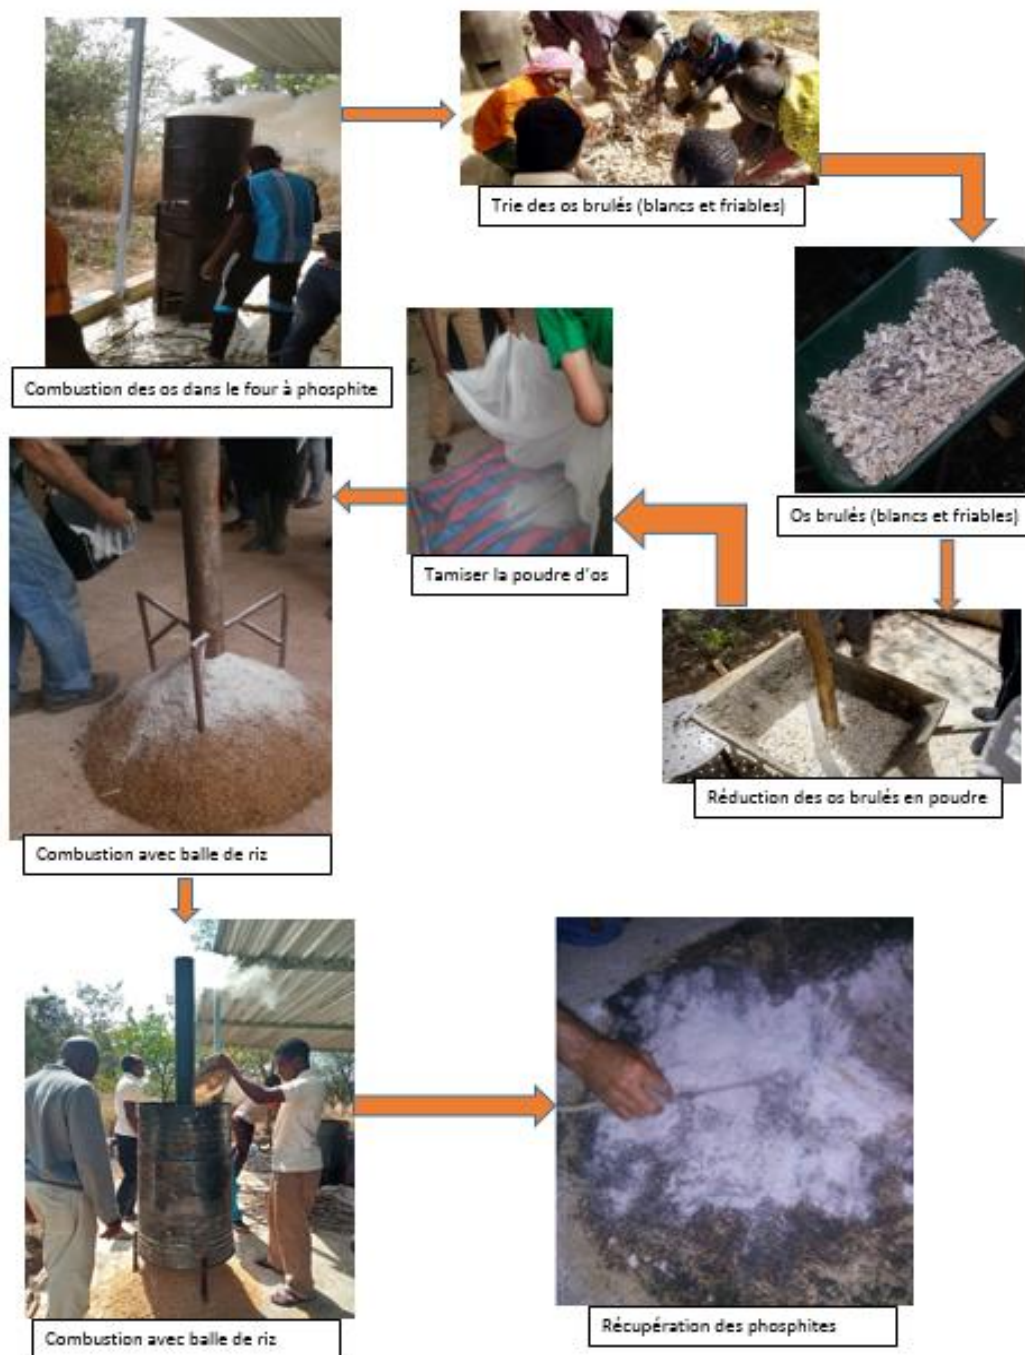 Combustion des os dans le four à phosphite
Trie des os brulés (blancs et friables)
Os brulés (blancs et friables)
Réduction des os brulés en poudre
Tamiser la poudre d'os
Combustion avec balle de riz
Combustion avec balle de riz
Récupération des phosphites